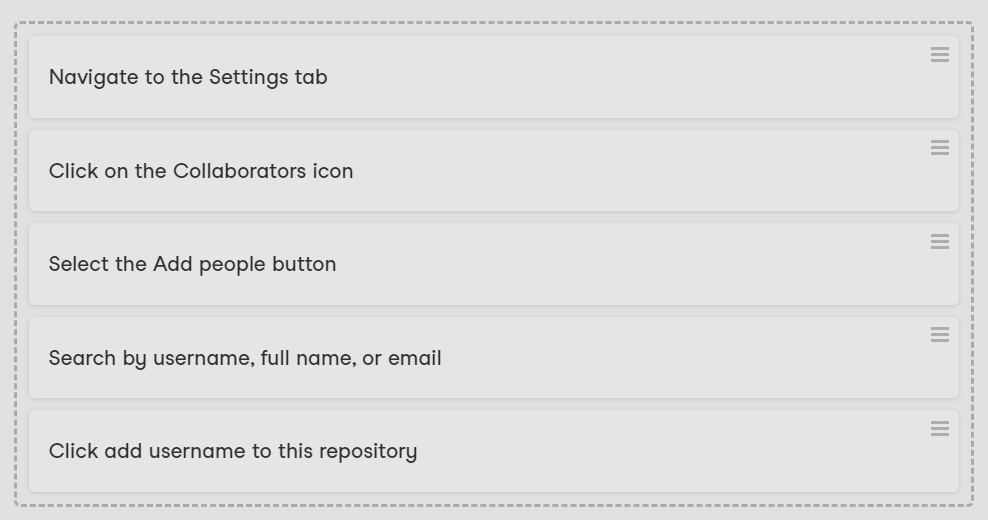 Navigate to the Settings tab
Click on the Collaborators icon
Select the Add people button
Search by username, full name, or email
Click add username to this repository